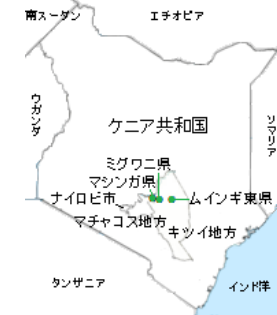 南スーダン
エチオピア
ウガンダ
ソマリア
ケニア共和国
ミグワニ県
マシンガ県
ナイロビ市
ムインギ東県
マチャコス地方
キツイ地方
タンザニア
インド洋